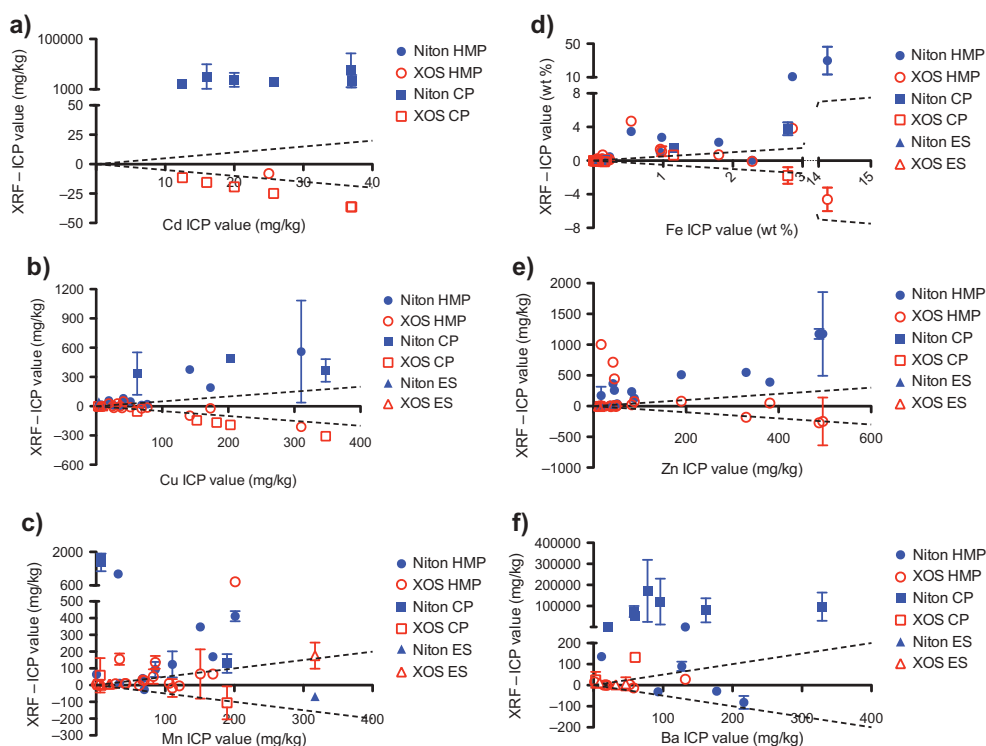 a)
XRF – ICP value (mg/kg)
100000
1000
50
25
0
−25
−50
10
20
30
40
Cd ICP value (mg/kg)
Niton HMP
XOS HMP
Niton CP
XOS CP
d)
XRF – ICP value (wt %)
50
10
8
4
0
−4
−8
1
2
3
14
15
Fe ICP value (wt %)
Niton HMP
XOS HMP
Niton CP
XOS CP
Niton ES
XOS ES
b)
XRF – ICP value (mg/kg)
1200
900
600
300
0
−300
−600
100
200
300
400
Cu ICP value (mg/kg)
Niton HMP
XOS HMP
Niton CP
XOS CP
Niton ES
XOS ES
e)
XRF – ICP value (mg/kg)
2000
1500
1000
500
0
−500
−1000
200
400
600
Zn ICP value (mg/kg)
Niton HMP
XOS HMP
Niton CP
XOS CP
Niton ES
XOS ES
c)
XRF – ICP value (mg/kg)
2000
600
500
400
300
200
100
0
−100
−200
−300
100
200
300
400
Mn ICP value (mg/kg)
Niton HMP
XOS HMP
Niton CP
XOS CP
Niton ES
XOS ES
f)
XRF – ICP value (mg/kg)
400000
300000
200000
100000
200
100
0
−100
−200
100
200
300
400
Ba ICP value (mg/kg)
Niton HMP
XOS HMP
Niton CP
XOS CP
Niton ES
XOS ES